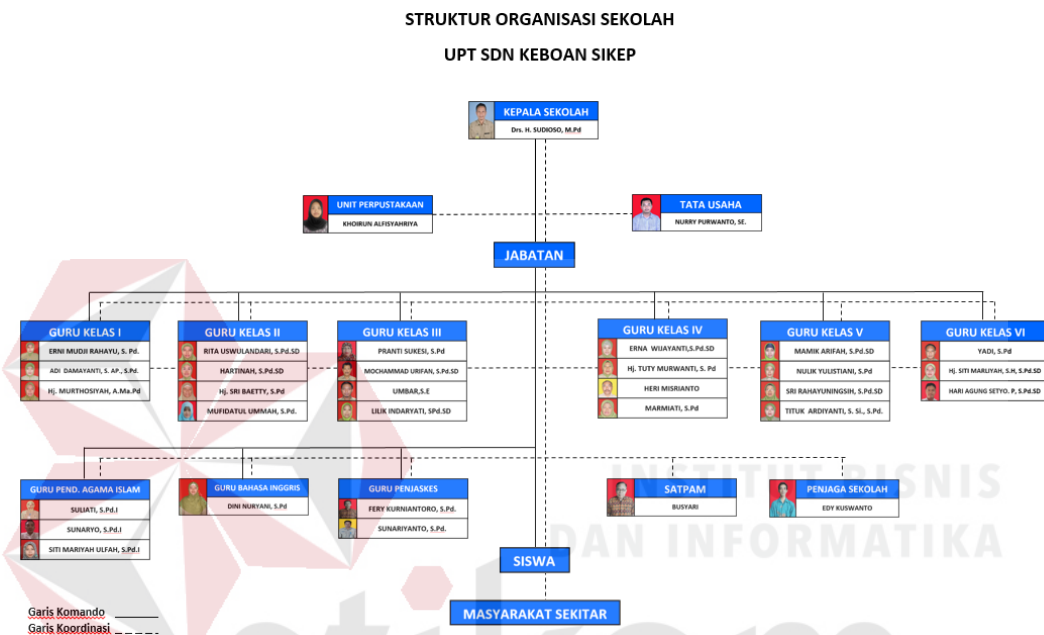 STRUKTUR ORGANISASI SEKOLAH
UPT SDN KEBOAN SIKEP
KEPALA SEKOLAH
Drs. H. SUDIOSO, M.Pd
UNIT PERPUSTAKAAN
KHOIRUN ALFISYAHRIYA
TATA USAHA
NURRY PURWANTO, SE.
JABATAN
GURU KELAS I
ERNI MUDJI RAHAYU, S. Pd.
ADI DAMAYANTI, S. AP., S.Pd.
Hj. MURTHOSIYAH, A.Ma.Pd
GURU KELAS II
RITA USWULANDARI, S.Pd.SD
HARTINAH, S.Pd.SD
Hj. SRI BAETTY, S.Pd
MUFIDATUL UMMAH, S.Pd.
GURU KELAS III
PRANTI SUKESI, S.Pd
MOCHAMMAD URIFAN, S.Pd.SD
UMBAR,S.E
LILIK INDARYATI, SPd.SD
GURU KELAS IV
ERNA WIJAYANTI,S.Pd.SD
Hj. TUTY MURWANTI, S. Pd
HERI MISRIANTO
MARMIATI, S.Pd
GURU KELAS V
MAMIK ARIFAH, S.Pd.SD
NULIK YULISTIANI, S.Pd
SRI RAHAYUNINGSIH, S.Pd.SD
TITUK ARDIYANTI, S. Si., S.Pd.
GURU KELAS VI
YADI, S.Pd
Hj. SITI MARLIYAH, S.H, S.Pd.SD
HARI AGUNG SETYO. P, S.Pd.SD
GURU PEND. AGAMA ISLAM
SULIATI, S.Pd.I
SUNARYO, S.Pd.I
SITI MARIYAH ULFAH, S.Pd.I
GURU BAHASA INGGRIS
DINI NURYANI, S.Pd
GURU PENJASKES
FERY KURNIANTORO, S.Pd.
SUNARIYANTO, S.Pd.
SATPAM
BUSYARI
PENJAGA SEKOLAH
EDY KUSWANTO
INSTITUT BISNIS
DAN INFORMATIKA
SISWA
MASYARAKAT SEKITAR
Garis Komando
Garis Koordinasi